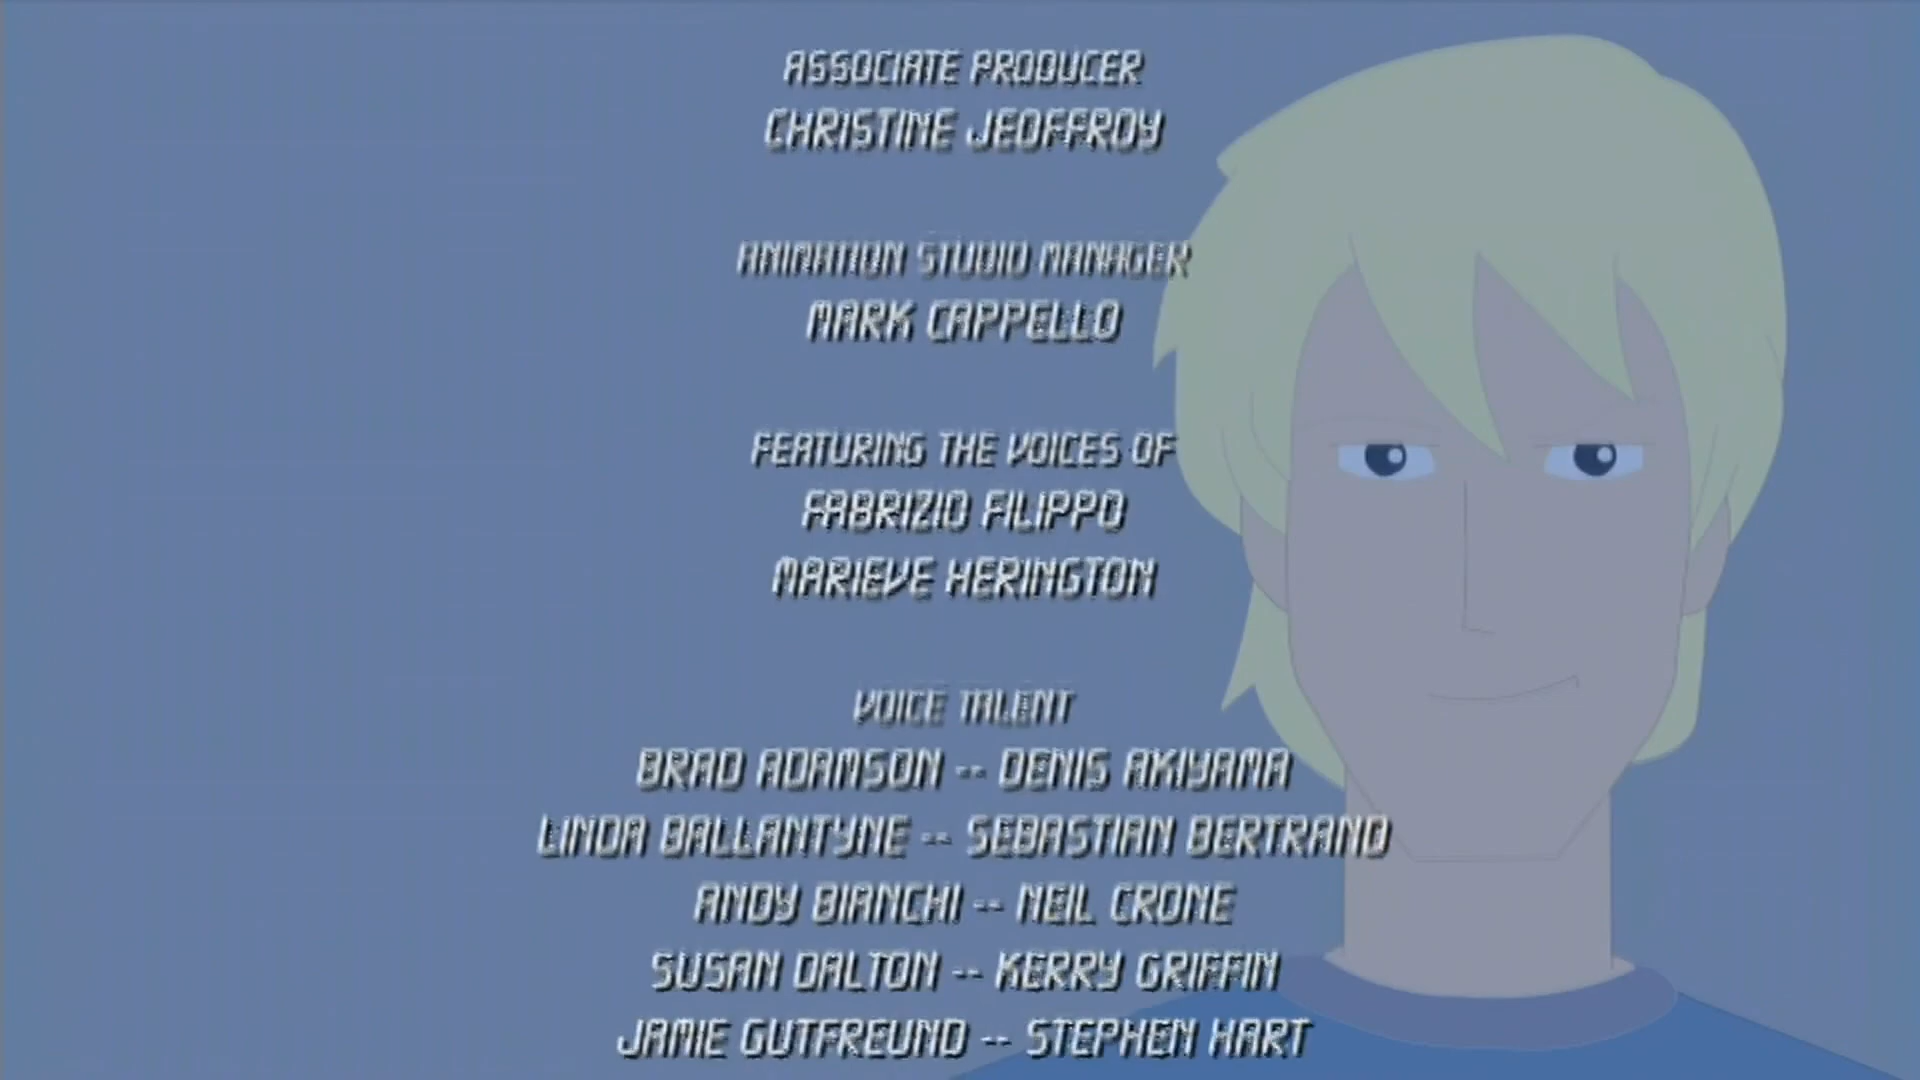 ASSOCIATE PRODUCER
CHRISTINE JEOFFROY
ANIMATION STUDIO MANAGER
MARK CAPPELLO
FEATURING THE VOICES OF
FABRIZIO FILIPPO
MARIEVE HERINGTON
VOICE TALENT
BRAD ADAMSON -- DENIS AKIYAMA
LINDA BALLANTYNE -- SEBASTIAN BERTRAND
ANDY BIANCHI -- NEIL CRONE
SUSAN DALTON -- KERRY GRIFFIN
JAMIE GUTFREUND -- STEPHEN HART